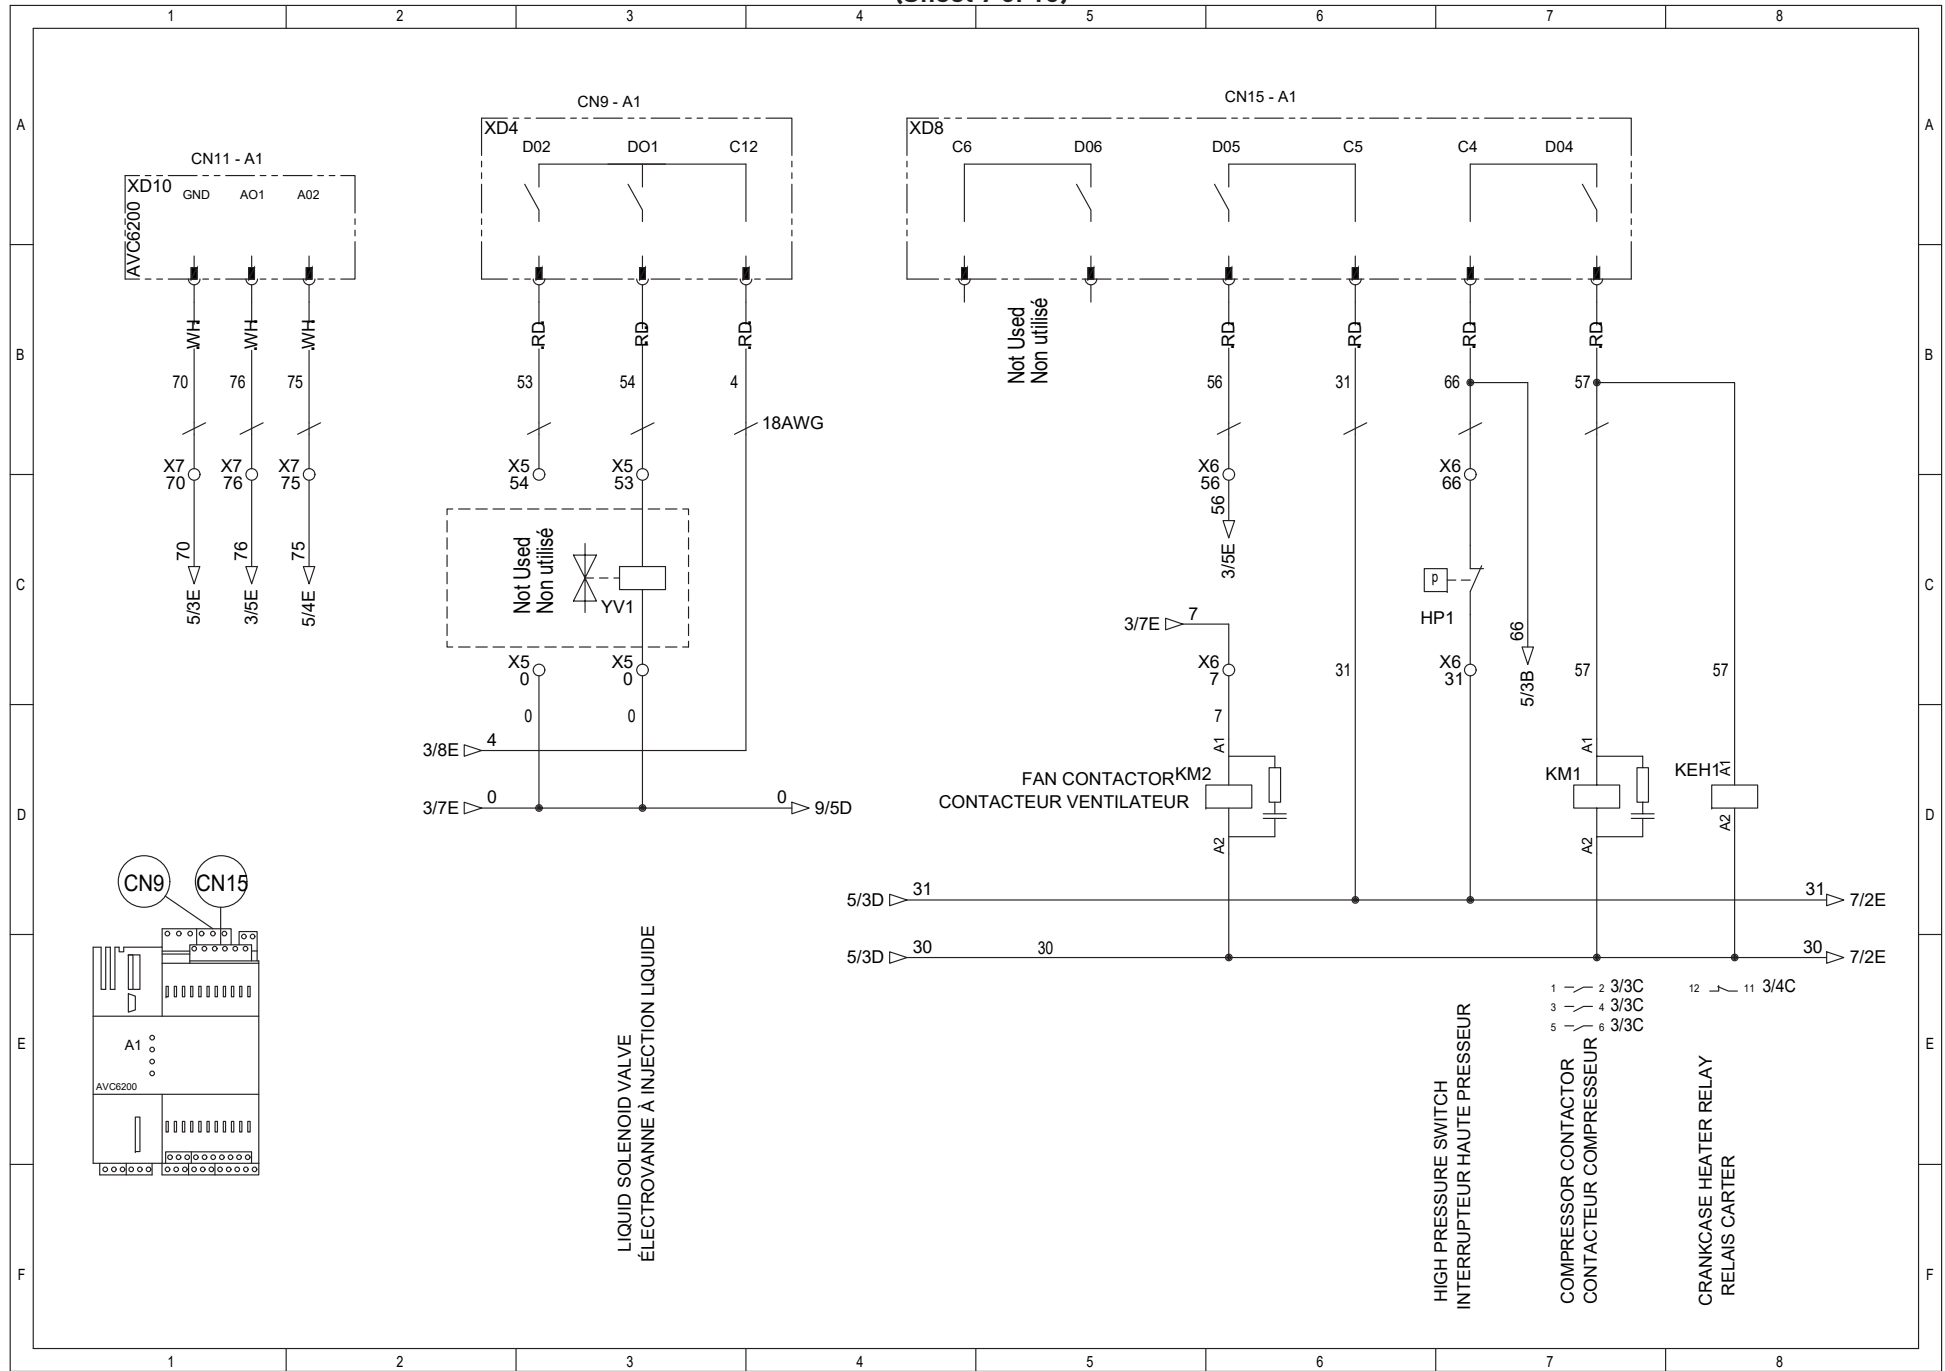 1 2 3 4 5 6 7 8
A A
B B
C C
D D
E E
F F
CN11 - A1
XD10
AVC6200
GND AO1 A02
.WH. .WH. .WH.
70 76 75
X7 X7 X7
70 76 75
70 76 75
5/3E 3/5E 5/4E
CN9 - A1
XD4
D02 DO1 C12
.RD. .RD. .RD.
53 54 4
18AWG
X5 X5
54 53
Not Used
Non utilisé
YV1
X5 X5
0 0
0 0
3/8E 4
3/7E 0 0 9/5D
CN15 - A1
XD8
C6 D06 D05 C5 C4 D04
Not Used
Non utilisé
.RD. .RD. .RD. .RD.
56 31 66 57
X6 X6
56 66
56
3/5E
P
HP1
66
5/3B
3/7E 7
X6 X6
7 31
31 57 57
7
A1 A1 A1
FAN CONTACTOR KM2
CONTACTEUR VENTILATEUR
KM1 KEH1
A2 A2 A2
5/3D 31 31 7/2E
5/3D 30 30 30 7/2E
1 2 3/3C
3 4 3/3C
5 6 3/3C
12 11 3/4C
CN9 CN15
A1
AVC6200
LIQUID SOLENOID VALVE
ÉLECTROVANNE À INJECTION LIQUIDE
HIGH PRESSURE SWITCH
INTERRUPTEUR HAUTE PRESSEUR
COMPRESSOR CONTACTOR
CONTACTEUR COMPRESSEUR
CRANKCASE HEATER RELAY
RELAIS CARTER
1 2 3 4 5 6 7 8